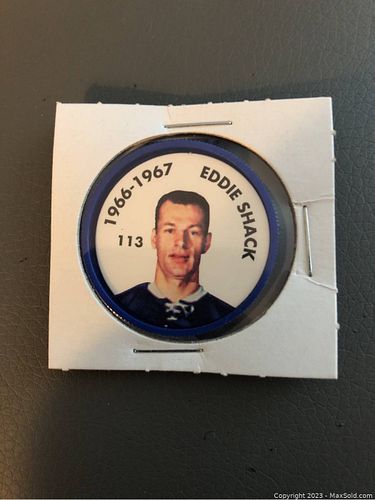 1966-1967
EDDIE SHACK
113
Copyright 2023 - MaxSold.com